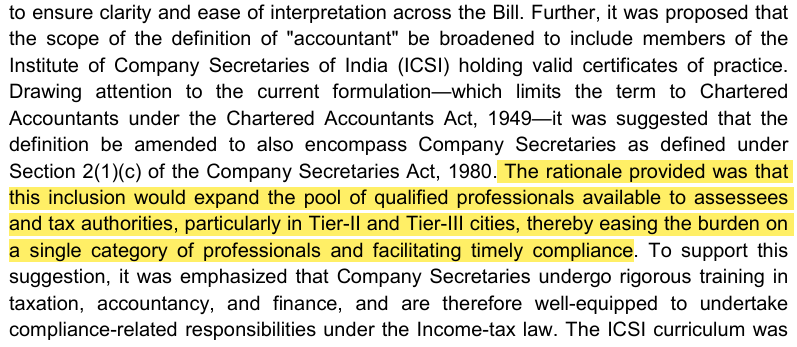 to ensure clarity and ease of interpretation across the Bill. Further, it was proposed that
the scope of the definition of "accountant" be broadened to include members of the
Institute of Company Secretaries of India (ICSI) holding valid certificates of practice.
Drawing attention to the current formulation—which limits the term to Chartered
Accountants under the Chartered Accountants Act, 1949—it was suggested that the
definition be amended to also encompass Company Secretaries as defined under
Section 2(1)(c) of the Company Secretaries Act, 1980. The rationale provided was that
this inclusion would expand the pool of qualified professionals available to assessees
and tax authorities, particularly in Tier-II and Tier-III cities, thereby easing the burden on
a single category of professionals and facilitating timely compliance. To support this
suggestion, it was emphasized that Company Secretaries undergo rigorous training in
taxation, accountancy, and finance, and are therefore well-equipped to undertake
compliance-related responsibilities under the Income-tax law. The ICSI curriculum was